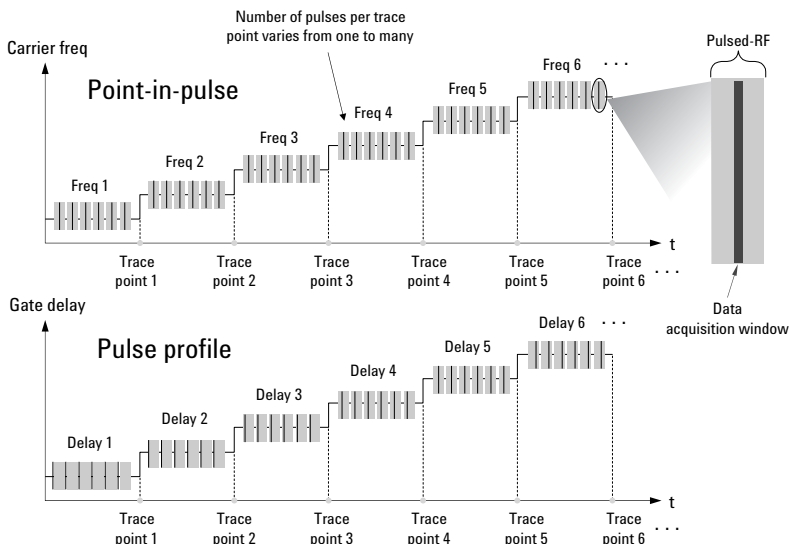 Number of pulses per trace
point varies from one to many
Pulsed-RF
Carrier freq
Point-in-pulse
Freq 1
Freq 2
Freq 3
Freq 4
Freq 5
Freq 6 . . .
t
Trace
point 1
Trace
point 2
Trace
point 3
Trace
point 4
Trace
point 5
Trace
point 6 . . .
Data
acquisition window
Gate delay
Pulse profile
Delay 1
Delay 2
Delay 3
Delay 4
Delay 5
Delay 6 . . .
t
Trace
point 1
Trace
point 2
Trace
point 3
Trace
point 4
Trace
point 5
Trace
point 6 . . .